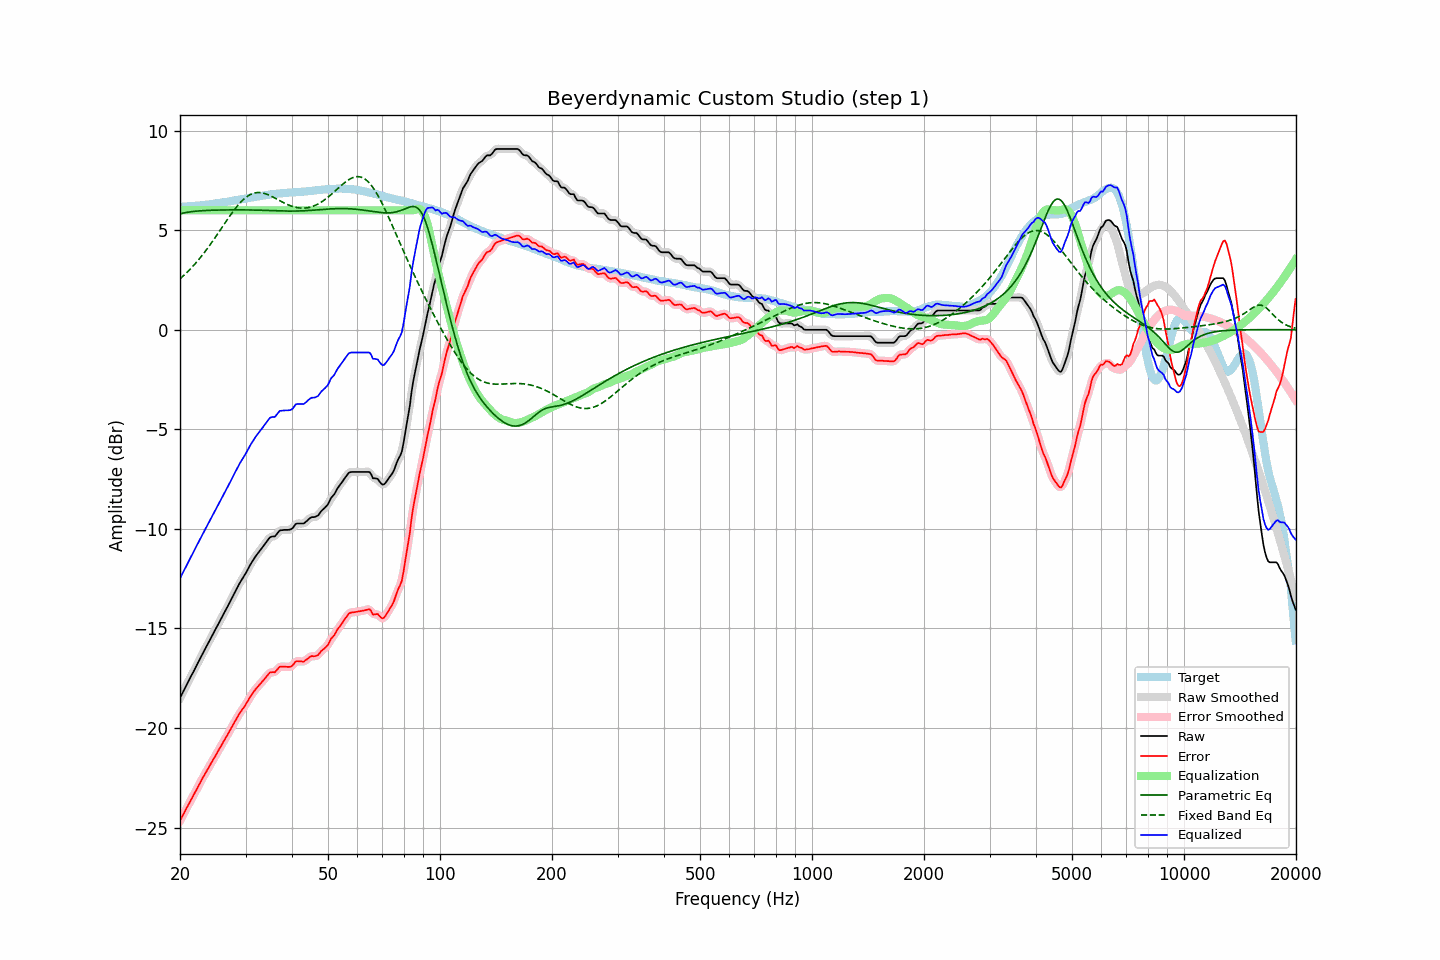 Beyerdynamic Custom Studio (step 1)
10
5
0
−5
−10
−15
−20
−25
Amplitude (dBr)
20
50
100
200
500
1000
2000
5000
10000
20000
Frequency (Hz)
Target
Raw Smoothed
Error Smoothed
Raw
Error
Equalization
Parametric Eq
Fixed Band Eq
Equalized